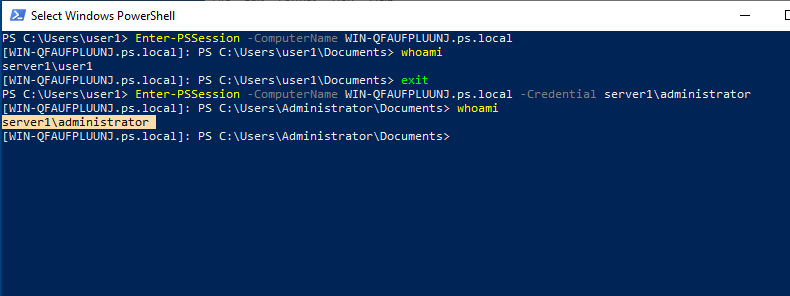 Select Windows PowerShell
PS C:\Users\user1> Enter-PSSession -ComputerName WIN-QFAUFPLUUNJ.ps.local
[WIN-QFAUFPLUUNJ.ps.local]: PS C:\Users\user1\Documents> whoami
server1\user1
[WIN-QFAUFPLUUNJ.ps.local]: PS C:\Users\user1\Documents> exit
PS C:\Users\user1> Enter-PSSession -ComputerName WIN-QFAUFPLUUNJ.ps.local -Credential server1\administrator
[WIN-QFAUFPLUUNJ.ps.local]: PS C:\Users\Administrator\Documents> whoami
server1\administrator
[WIN-QFAUFPLUUNJ.ps.local]: PS C:\Users\Administrator\Documents>